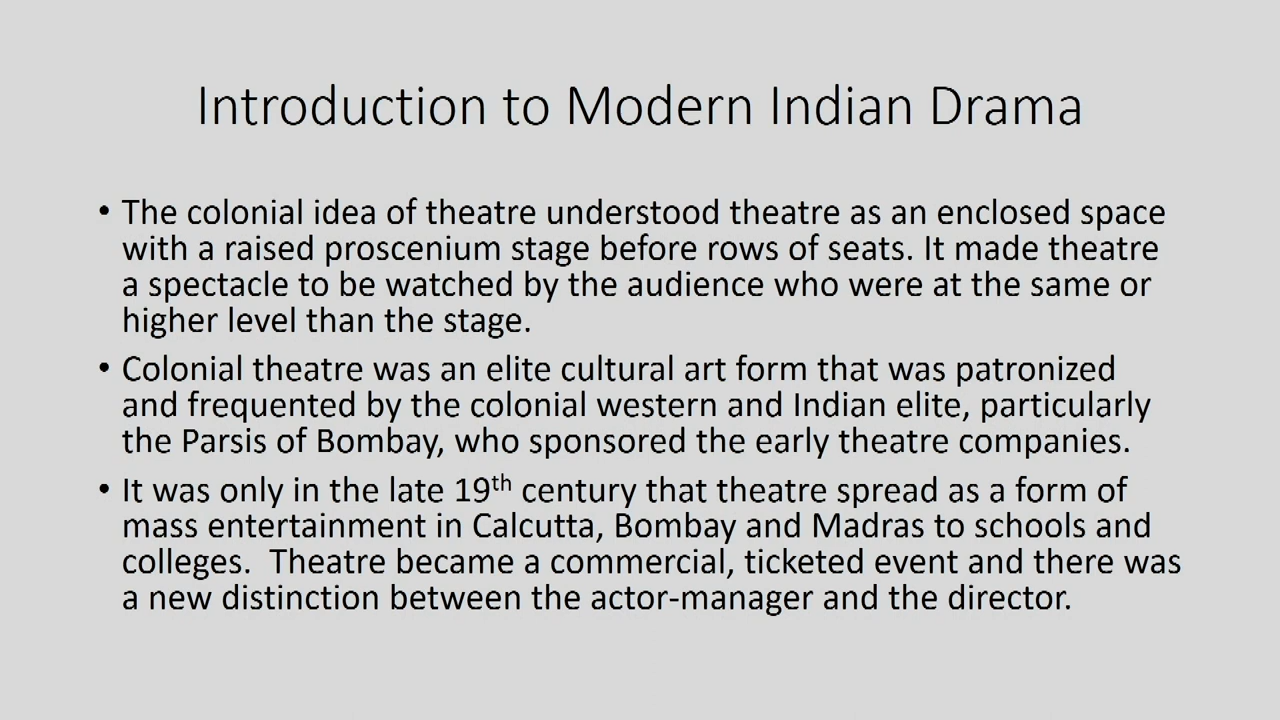 Introduction to Modern Indian Drama
• The colonial idea of theatre understood theatre as an enclosed space
with a raised proscenium stage before rows of seats. It made theatre
a spectacle to be watched by the audience who were at the same or
higher level than the stage.
• Colonial theatre was an elite cultural art form that was patronized
and frequented by the colonial western and Indian elite, particularly
the Parsis of Bombay, who sponsored the early theatre companies.
• It was only in the late 19th century that theatre spread as a form of
mass entertainment in Calcutta, Bombay and Madras to schools and
colleges.  Theatre became a commercial, ticketed event and there was
a new distinction between the actor-manager and the director.